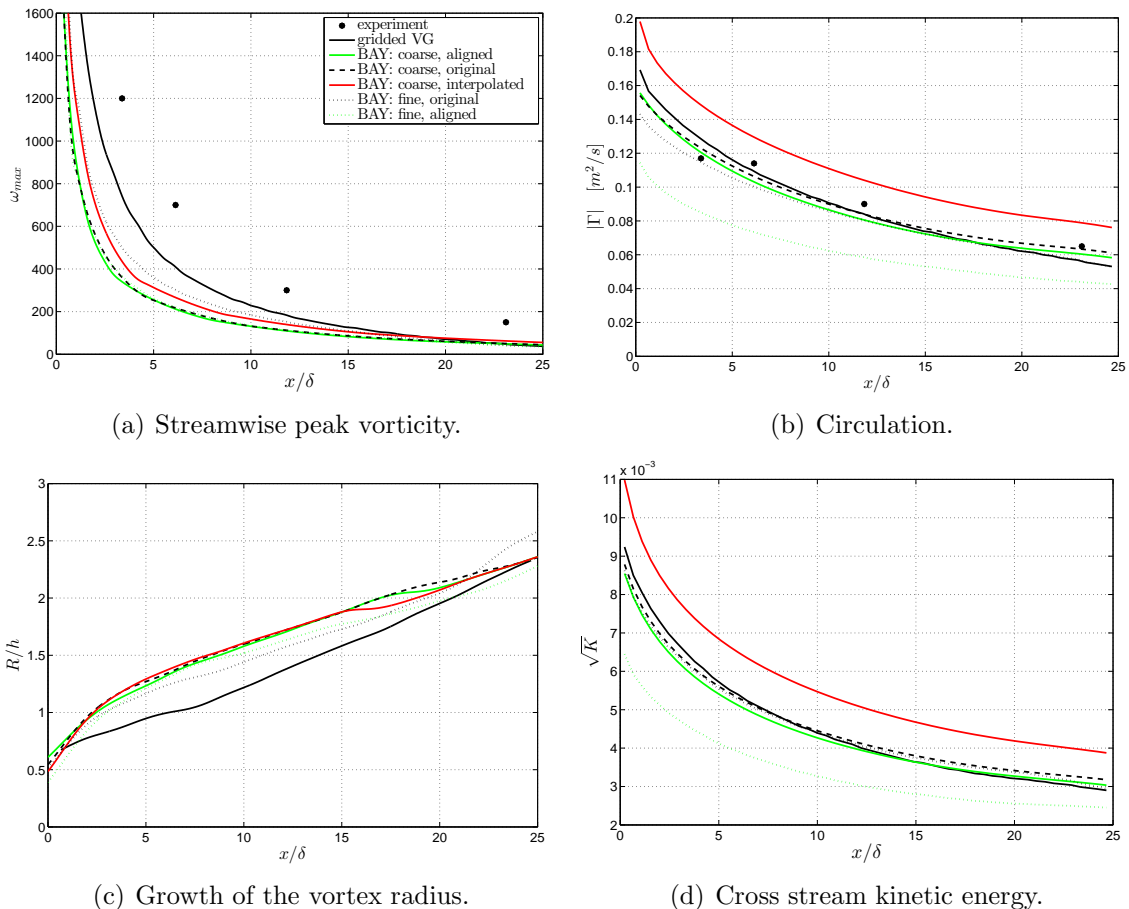 1600
1400
1200
1000
800
600
400
200
0
ω_max
0 5 10 15 20 25
x/δ
experiment
gridded VG
BAY: coarse, aligned
BAY: coarse, original
BAY: coarse, interpolated
BAY: fine, original
BAY: fine, aligned
(a) Streamwise peak vorticity.
0.2
0.18
0.16
0.14
0.12
0.1
0.08
0.06
0.04
0.02
0
|Γ| [m²/s]
0 5 10 15 20 25
x/δ
(b) Circulation.
3
2.5
2
1.5
1
0.5
0
R/h
0 5 10 15 20 25
x/δ
(c) Growth of the vortex radius.
x 10⁻³
11
10
9
8
7
6
5
4
3
2
√K
0 5 10 15 20 25
x/δ
(d) Cross stream kinetic energy.